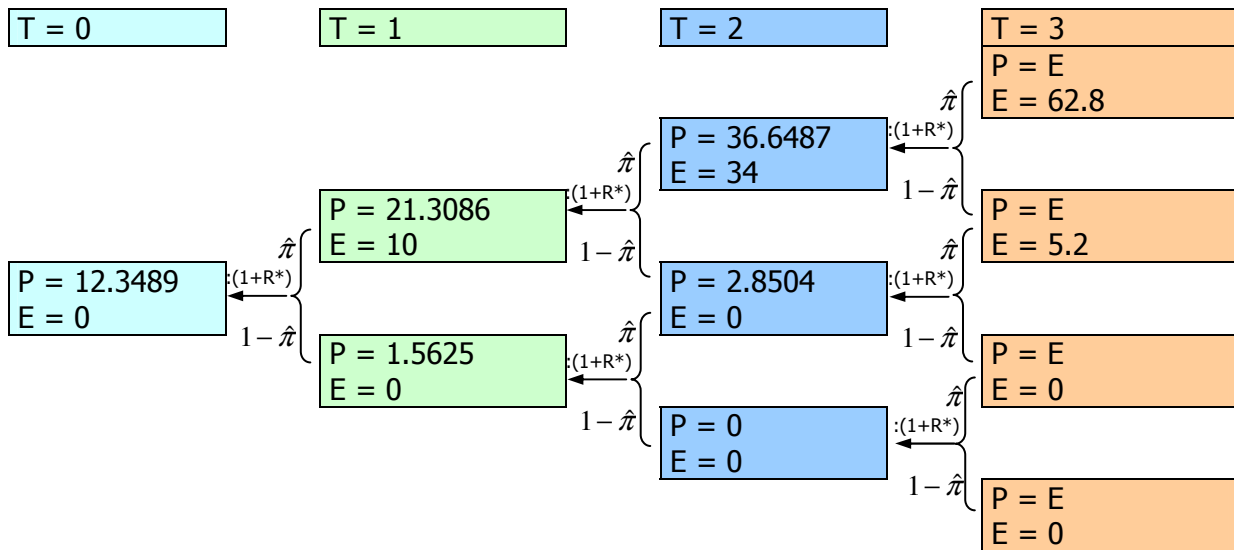 T = 0
T = 1
T = 2
T = 3
P = E
E = 62.8
π̂
:(1+R*)
1 − π̂
P = 36.6487
E = 34
π̂
:(1+R*)
1 − π̂
P = E
E = 5.2
P = 21.3086
E = 10
π̂
:(1+R*)
1 − π̂
π̂
:(1+R*)
1 − π̂
P = 12.3489
E = 0
P = 2.8504
E = 0
P = 1.5625
E = 0
π̂
:(1+R*)
1 − π̂
P = E
E = 0
P = 0
E = 0
π̂
:(1+R*)
1 − π̂
P = E
E = 0